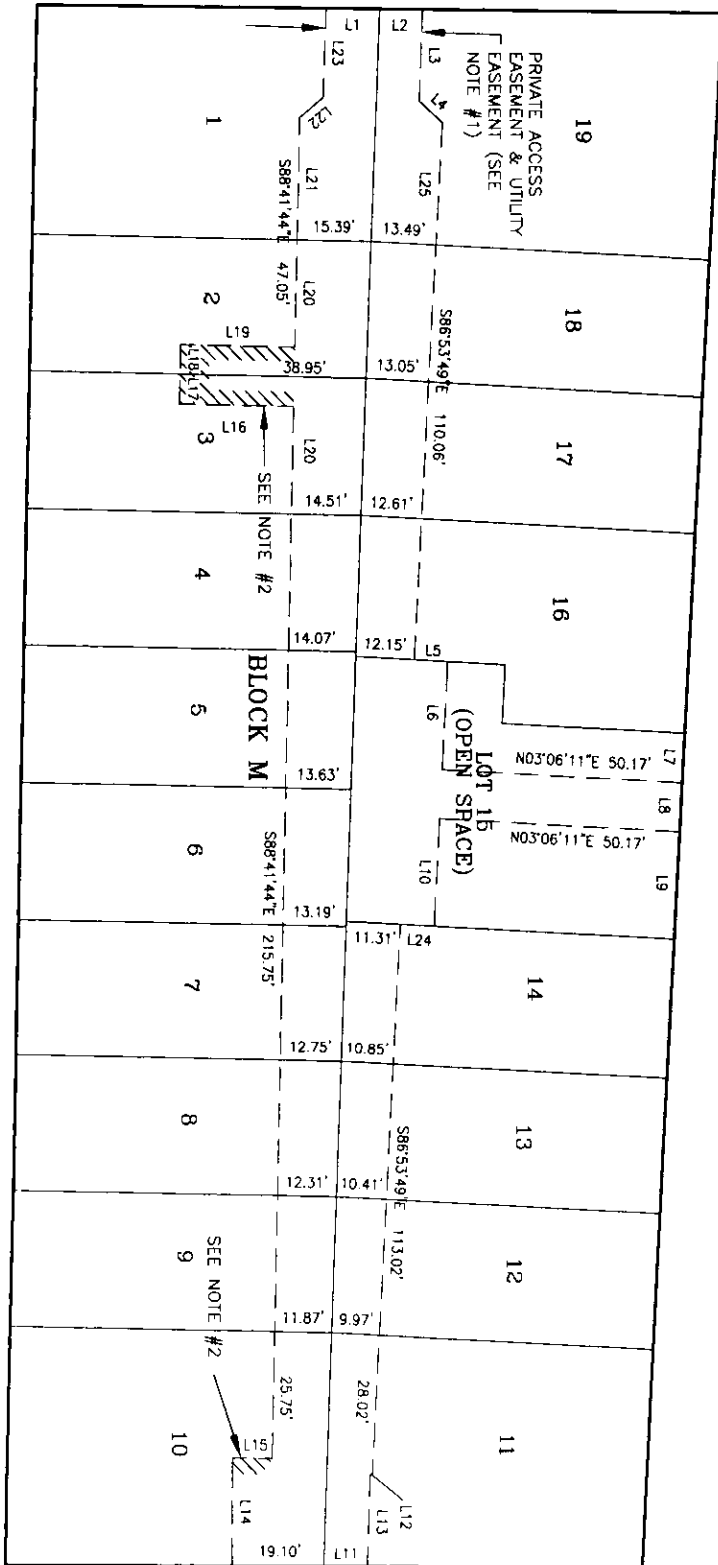 L1
L2
L23
L3
PRIVATE ACCESS
EASEMENT & UTILITY
EASEMENT (SEE
NOTE #1)
19
1
L22
L4
L21
L25
S88°41'44"E 47.05'
15.39'
13.49'
2
L20
18
L19
S86°53'49"E 110.06'
L18
L17
38.95'
13.05'
3
L16
L20
17
SEE NOTE #2
14.51'
12.61'
4
16
14.07'
12.15'
L5
BLOCK M
5
L6
LOT 15
(OPEN SPACE)
L7
N03°06'11"E 50.17'
13.63'
L8
6
N03°06'11"E 50.17'
L10
L9
S88°41'44"E 215.75'
13.19'
11.31'
L24
7
14
12.75'
10.85'
8
13
S86°53'49"E 113.02'
12.31'
10.41'
9
12
SEE NOTE #2
11.87'
9.97'
25.75'
28.02'
10
11
L15
L12
L14
L13
19.10'
L11